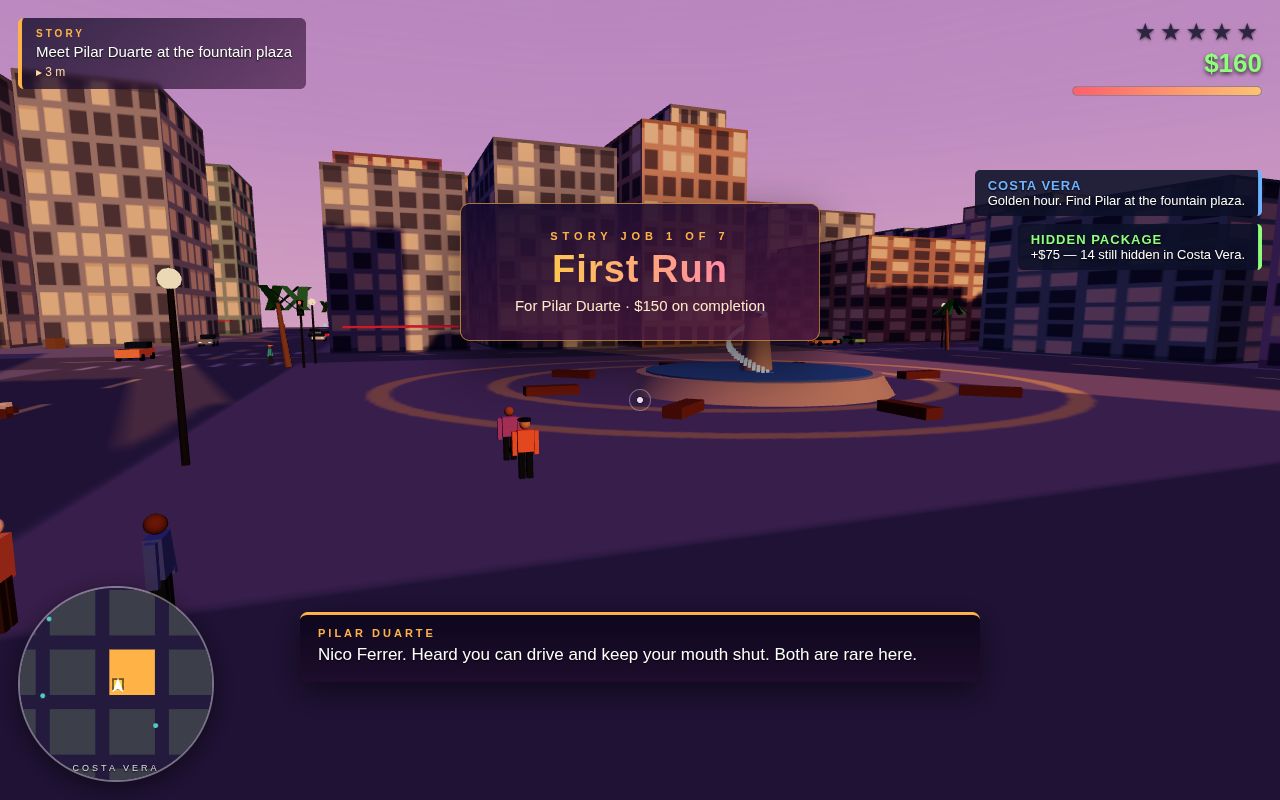 STORY
Meet Pilar Duarte at the fountain plaza
▸ 3 m
★★★★★
$160
COSTA VERA
Golden hour. Find Pilar at the fountain plaza.
HIDDEN PACKAGE
+$75 — 14 still hidden in Costa Vera.
STORY JOB 1 OF 7
First Run
For Pilar Duarte · $150 on completion
PILAR DUARTE
Nico Ferrer. Heard you can drive and keep your mouth shut. Both are rare here.
COSTA VERA